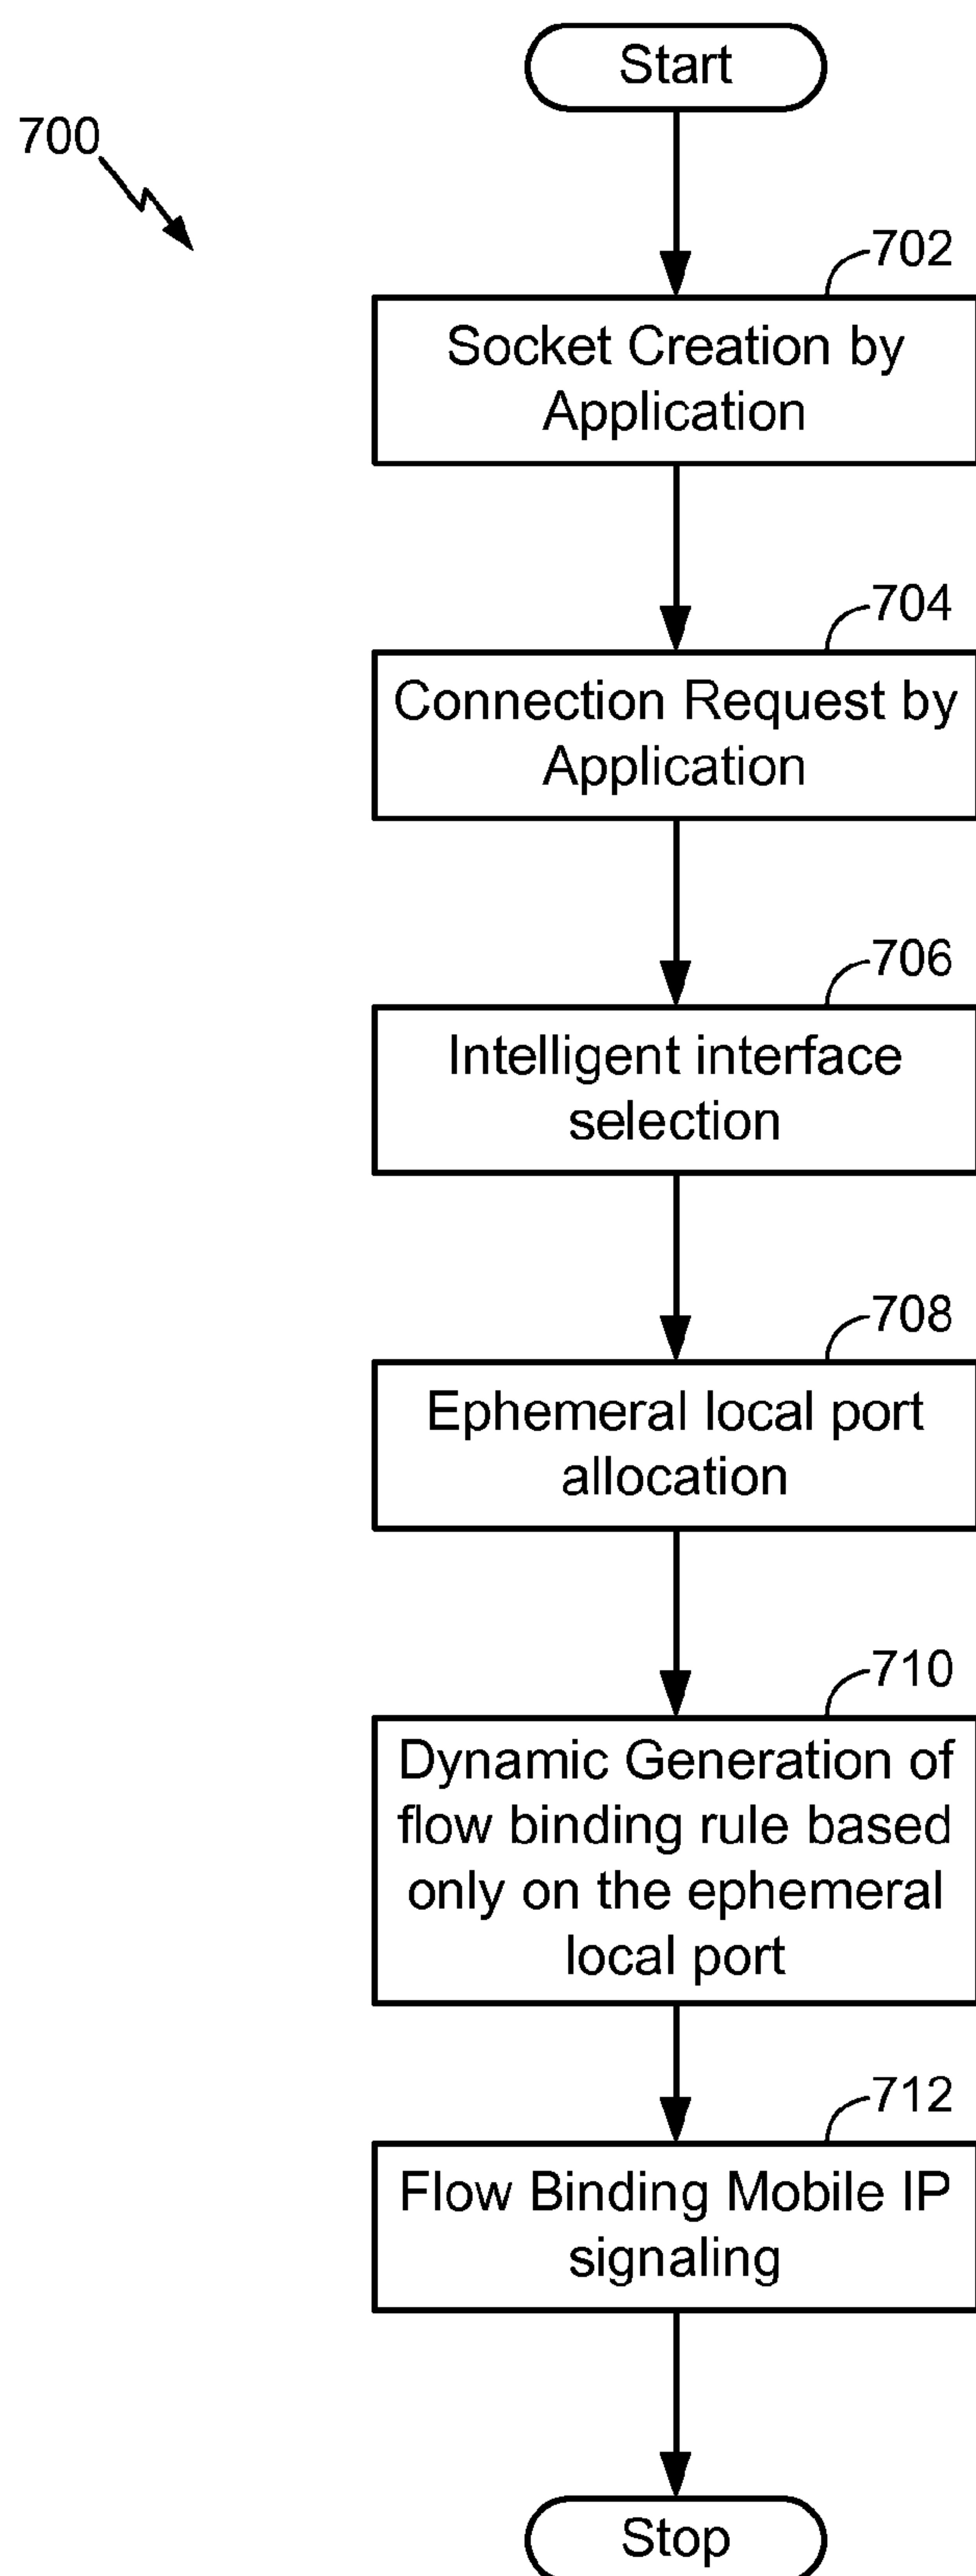 Start
700
702
Socket Creation by
Application
704
Connection Request by
Application
706
Intelligent interface
selection
708
Ephemeral local port
allocation
710
Dynamic Generation of
flow binding rule based
only on the ephemeral
local port
712
Flow Binding Mobile IP
signaling
Stop